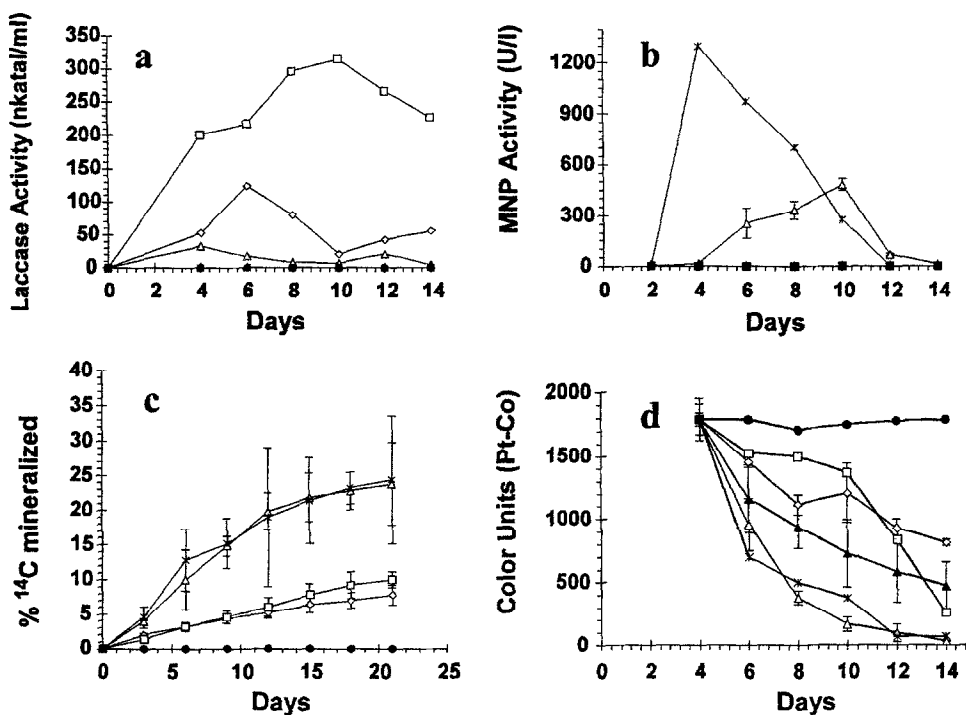 a
Laccase Activity (nkatal/ml)
350
300
250
200
150
100
50
0
0 2 4 6 8 10 12 14
Days
b
MNP Activity (U/l)
1200
900
600
300
0
0 2 4 6 8 10 12 14
Days
c
% ¹⁴C mineralized
40
35
30
25
20
15
10
5
0
0 5 10 15 20 25
Days
d
Color Units (Pt-Co)
2000
1500
1000
500
0
0 2 4 6 8 10 12 14
Days